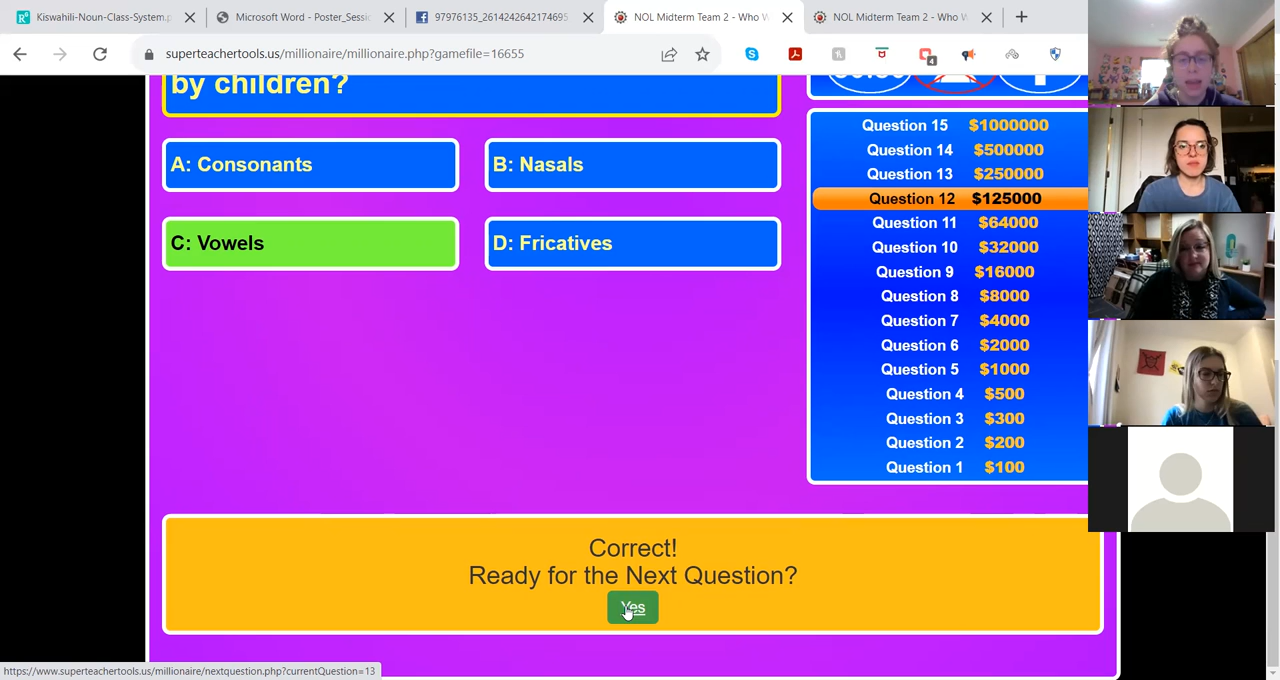 Kiswahili-Noun-Class-System.p
Microsoft Word - Poster_Sessi
97976135_2614242642174695
NOL Midterm Team 2 - Who W
NOL Midterm Team 2 - Who W
superteachertools.us/millionaire/millionaire.php?gamefile=16655
4
by children?
A: Consonants
B: Nasals
C: Vowels
D: Fricatives
Question 15 $1000000
Question 14 $500000
Question 13 $250000
Question 12 $125000
Question 11 $64000
Question 10 $32000
Question 9 $16000
Question 8 $8000
Question 7 $4000
Question 6 $2000
Question 5 $1000
Question 4 $500
Question 3 $300
Question 2 $200
Question 1 $100
Correct!
Ready for the Next Question?
Yes
https://www.superteachertools.us/millionaire/nextquestion.php?currentQuestion=13